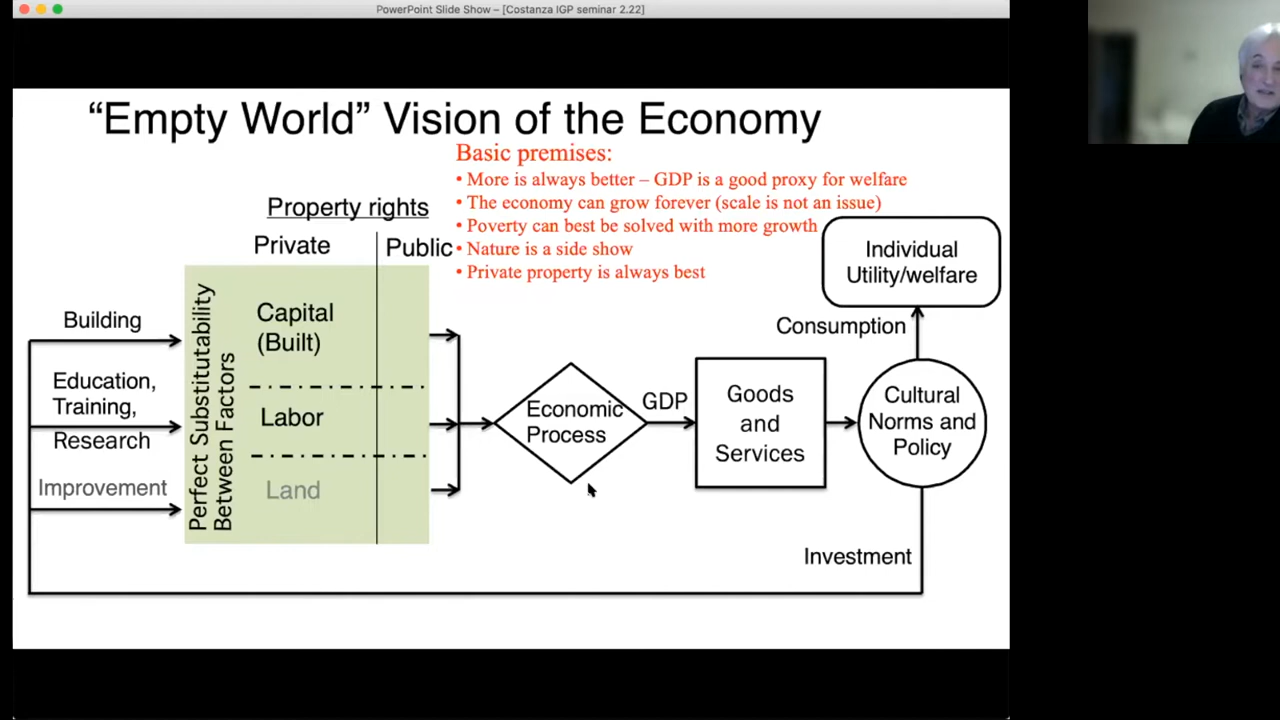 PowerPoint Slide Show – [Costanza IGP seminar 2.22]
“Empty World” Vision of the Economy
Basic premises:
• More is always better – GDP is a good proxy for welfare
• The economy can grow forever (scale is not an issue)
• Poverty can best be solved with more growth
• Nature is a side show
• Private property is always best
Property rights
Private
Public
Perfect Substitutability
Between Factors
Capital
(Built)
Labor
Land
Building
Education,
Training,
Research
Improvement
Economic
Process
GDP
Goods
and
Services
Cultural
Norms and
Policy
Consumption
Individual
Utility/welfare
Investment